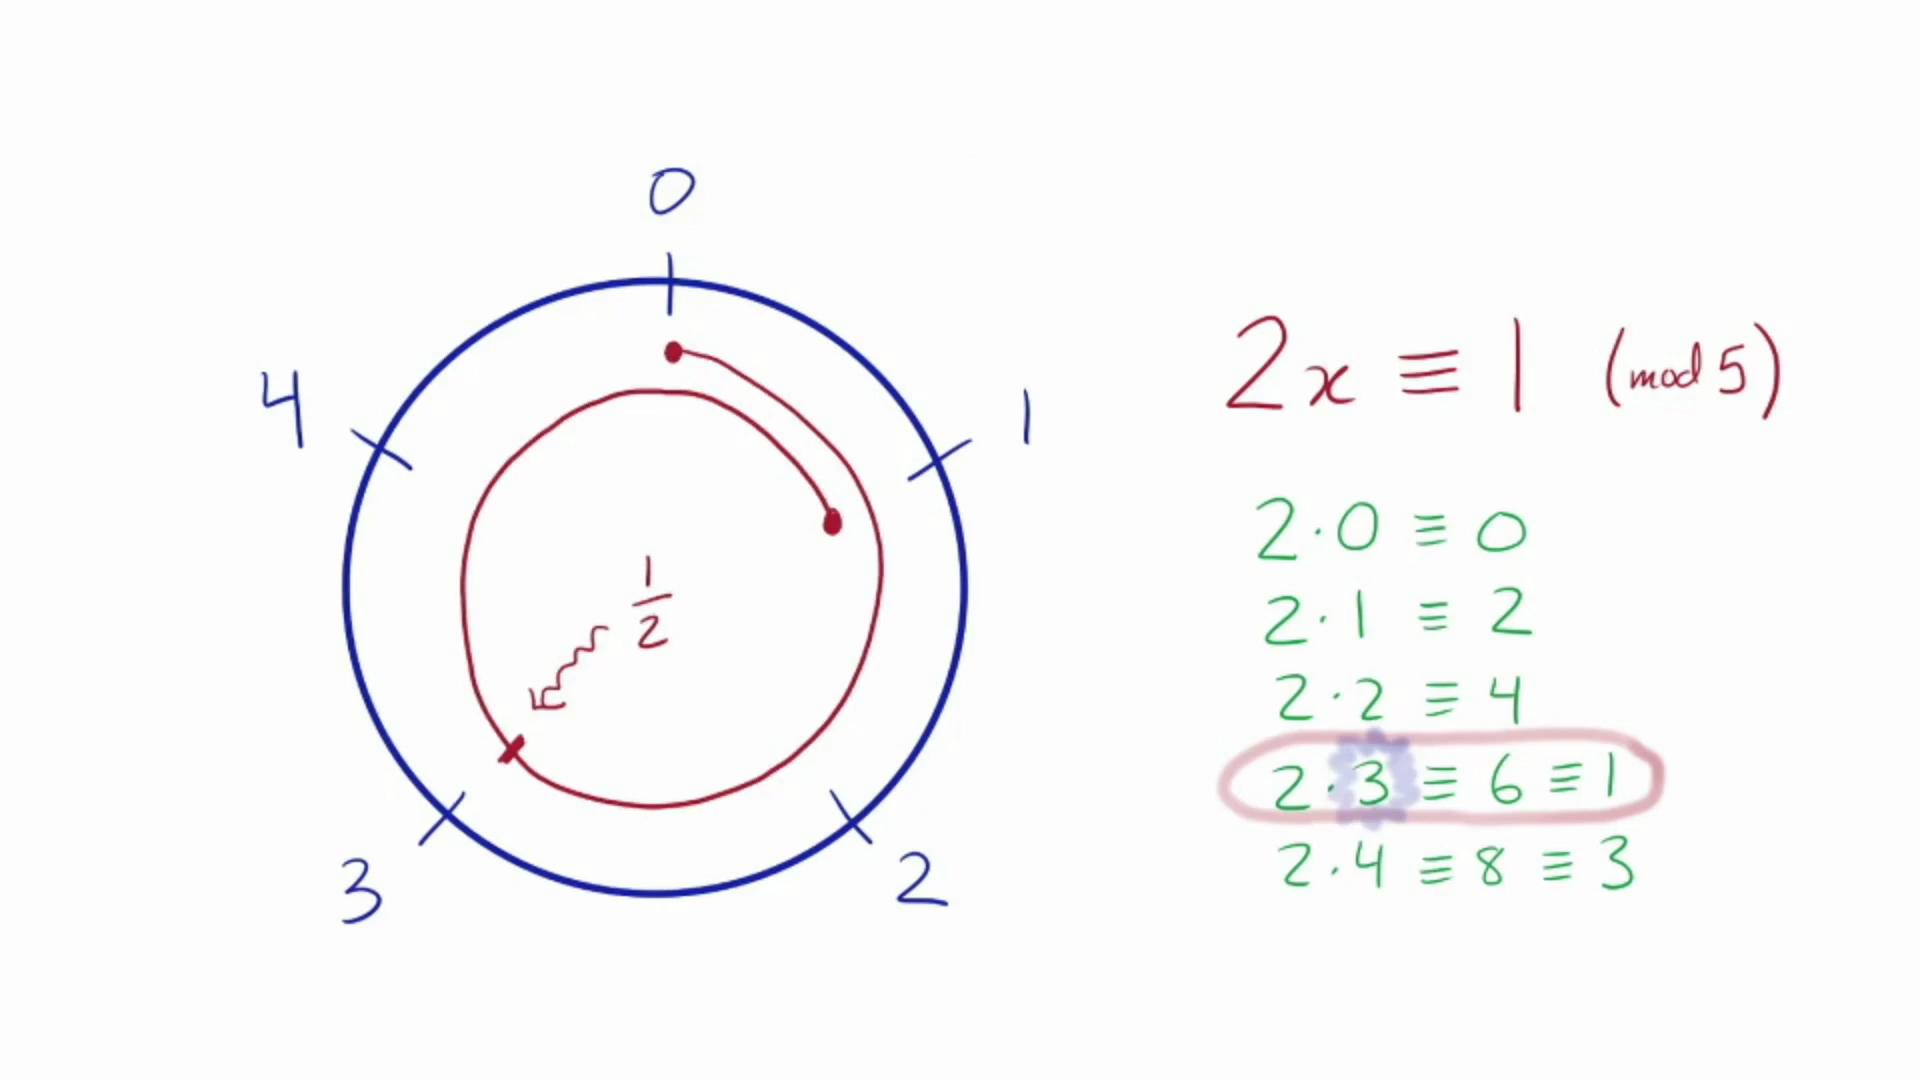 0
4
1
1/2
3
2
2x ≡ 1 (mod 5)
2·0 ≡ 0
2·1 ≡ 2
2·2 ≡ 4
2·3 ≡ 6 ≡ 1
2·4 ≡ 8 ≡ 3